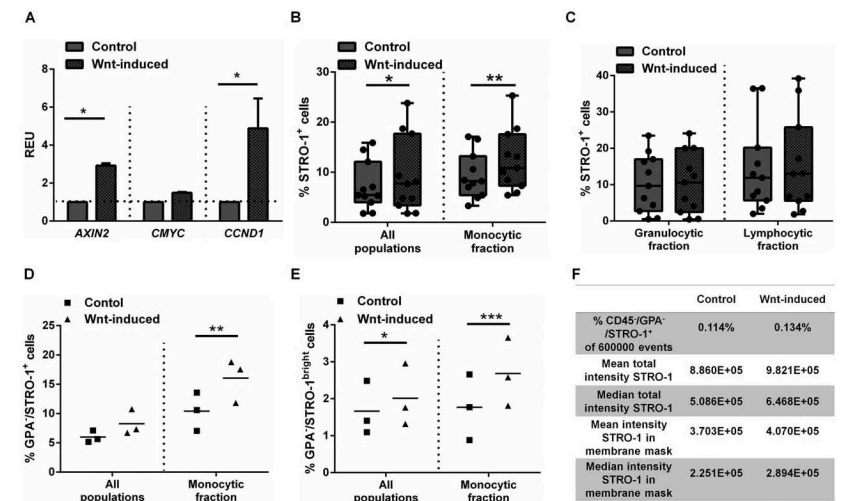 A
Control
Wnt-induced
REU
8
6
4
2
0
*
*
AXIN2
CMYC
CCND1
B
Control
Wnt-induced
% STRO-1+ cells
30
20
10
0
*
**
All
populations
Monocytic
fraction
C
Control
Wnt-induced
% STRO-1+ cells
40
30
20
10
0
Granulocytic
fraction
Lymphocytic
fraction
D
Contol
Wnt-induced
% GPA-/STRO-1+ cells
25
20
15
10
5
0
**
All
populations
Monocytic
fraction
E
Control
Wnt-induced
% GPA-/STRO-1bright cells
4
3
2
1
0
*
***
All
populations
Monocytic
fraction
F
Control Wnt-induced
% CD45-/GPA-
/STRO-1+
of 600000 events
0.114% 0.134%
Mean total
intensity STRO-1
8.860E+05 9.821E+05
Median total
intensity STRO-1
5.086E+05 6.468E+05
Mean intensity
STRO-1 in
membrane mask
3.703E+05 4.070E+05
Median intensity
STRO-1 in
membrane mask
2.251E+05 2.894E+05